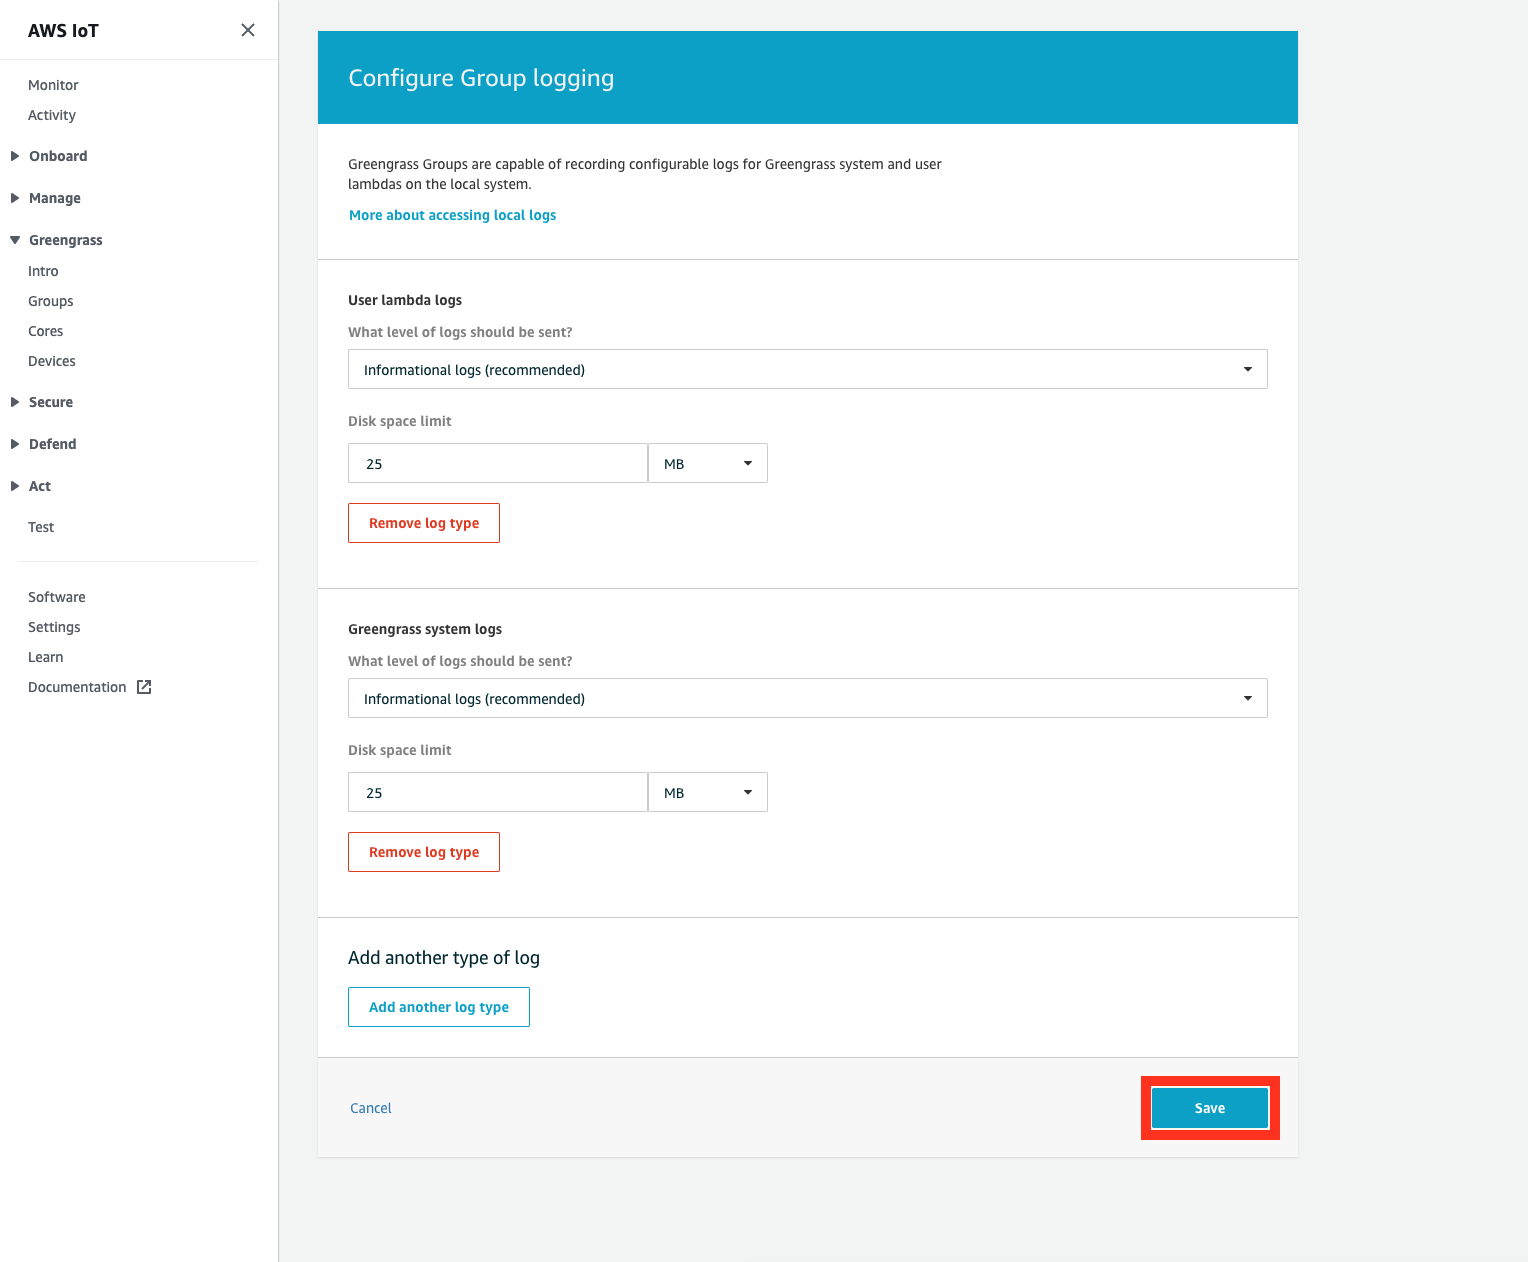 AWS IoT
Monitor
Activity
Onboard
Manage
Greengrass
Intro
Groups
Cores
Devices
Secure
Defend
Act
Test
Software
Settings
Learn
Documentation
Configure Group logging
Greengrass Groups are capable of recording configurable logs for Greengrass system and user
lambdas on the local system.
More about accessing local logs
User lambda logs
What level of logs should be sent?
Informational logs (recommended)
Disk space limit
25 MB
Remove log type
Greengrass system logs
What level of logs should be sent?
Informational logs (recommended)
Disk space limit
25 MB
Remove log type
Add another type of log
Add another log type
Cancel Save